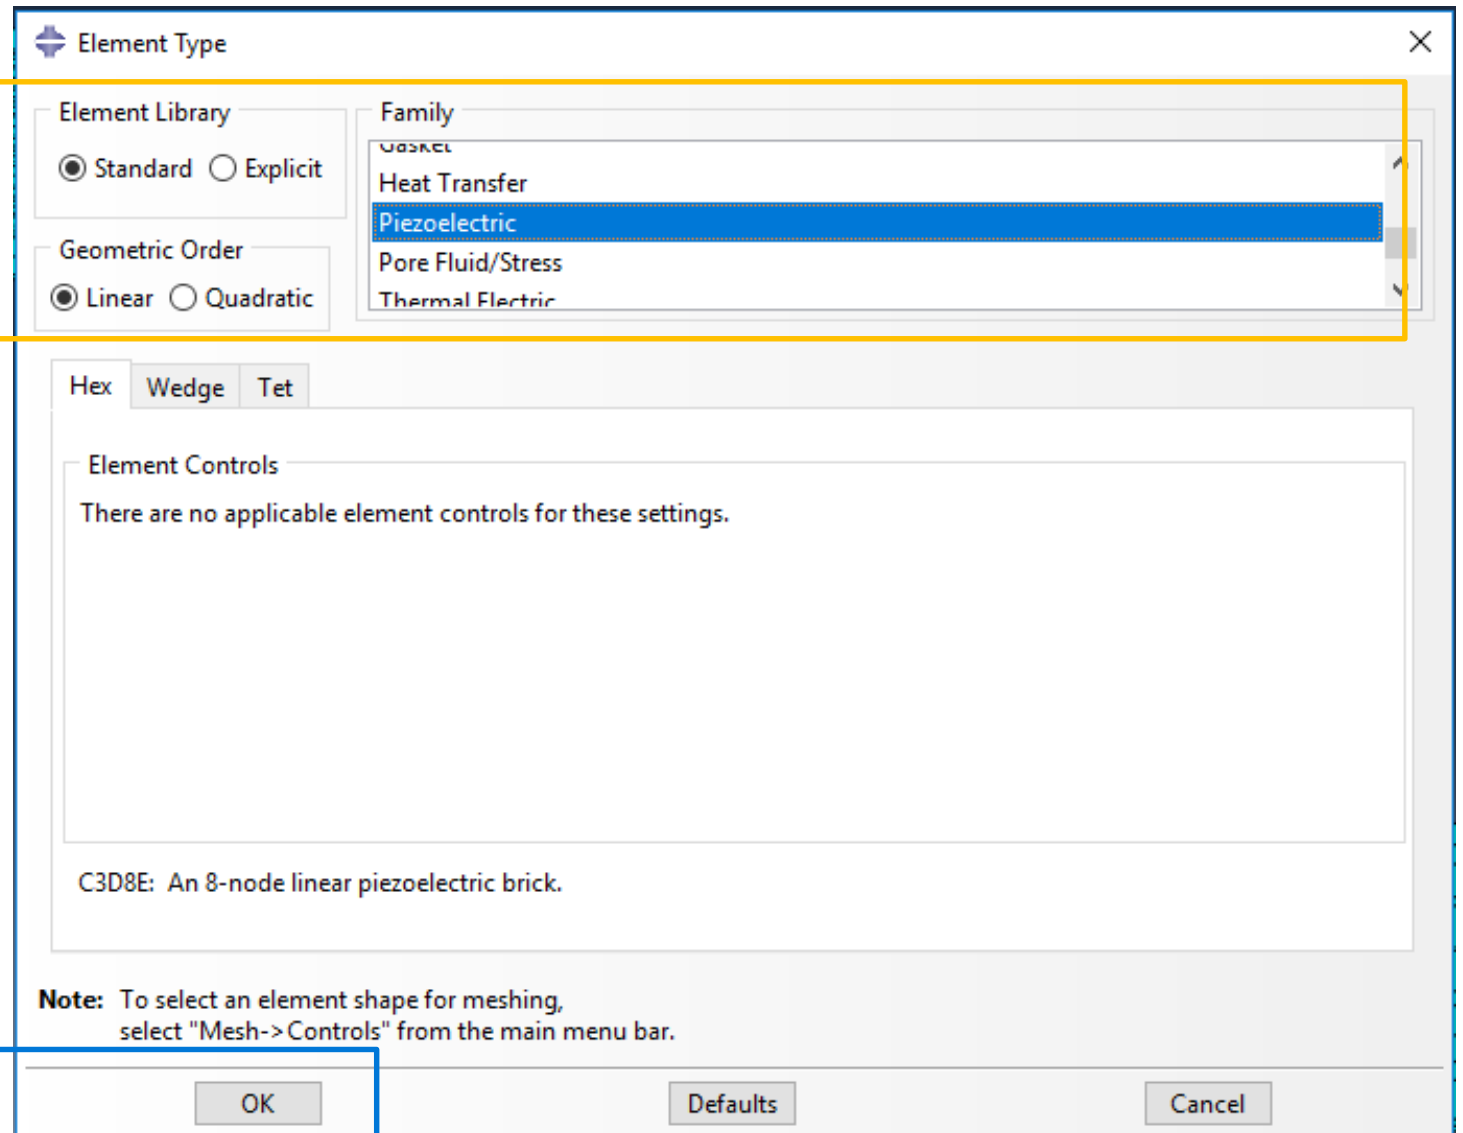 Element Type
Element Library
Family
Standard Explicit
Gasket
Heat Transfer
Piezoelectric
Pore Fluid/Stress
Thermal Electric
Geometric Order
Linear Quadratic
Hex Wedge Tet
Element Controls
There are no applicable element controls for these settings.
C3D8E: An 8-node linear piezoelectric brick.
Note: To select an element shape for meshing,
select "Mesh->Controls" from the main menu bar.
OK Defaults Cancel